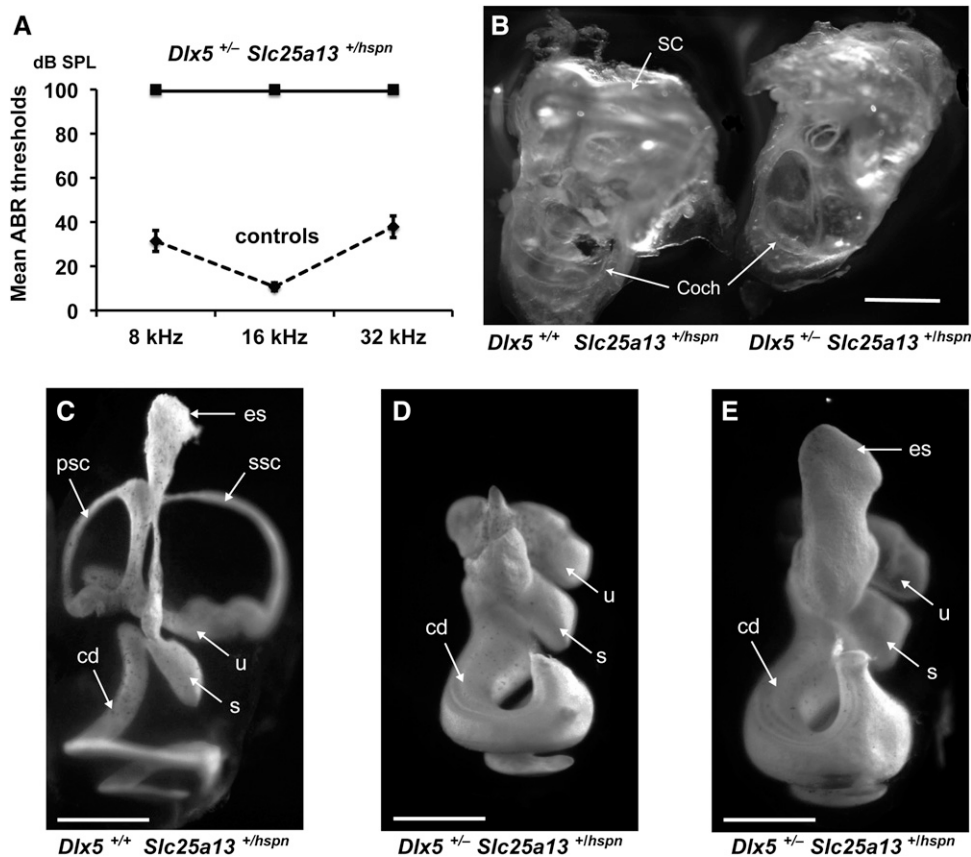 A
dB SPL
Dlx5 +/– Slc25a13 +/hspn
Mean ABR thresholds
100
80
60
40
20
0
controls
8 kHz 16 kHz 32 kHz
B
SC
Coch
Dlx5 +/+ Slc25a13 +/hspn
Dlx5 +/– Slc25a13 +/hspn
C
es
psc
ssc
cd
u
s
Dlx5 +/+ Slc25a13 +/hspn
D
u
cd
s
Dlx5 +/– Slc25a13 +/hspn
E
es
u
cd
s
Dlx5 +/– Slc25a13 +/hspn